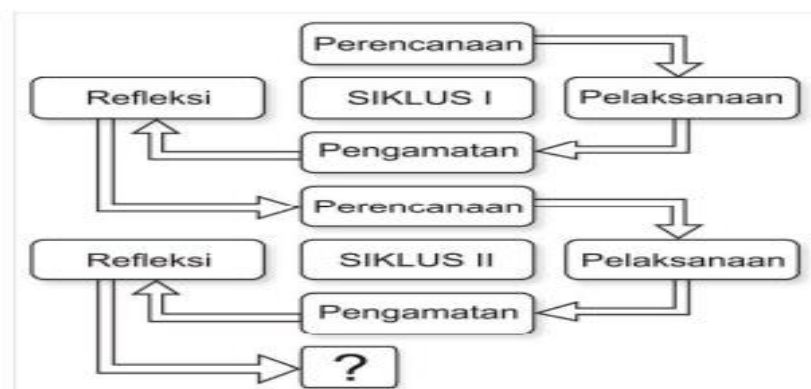 Perencanaan
Refleksi
SIKLUS I
Pelaksanaan
Pengamatan
Perencanaan
Refleksi
SIKLUS II
Pelaksanaan
Pengamatan
?